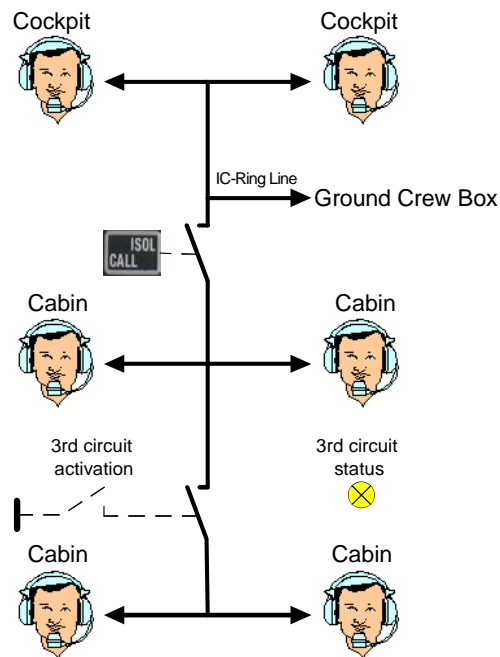 Cockpit Cockpit
IC-Ring Line
Ground Crew Box
ISOL
CALL
Cabin Cabin
3rd circuit
activation
3rd circuit
status
Cabin Cabin